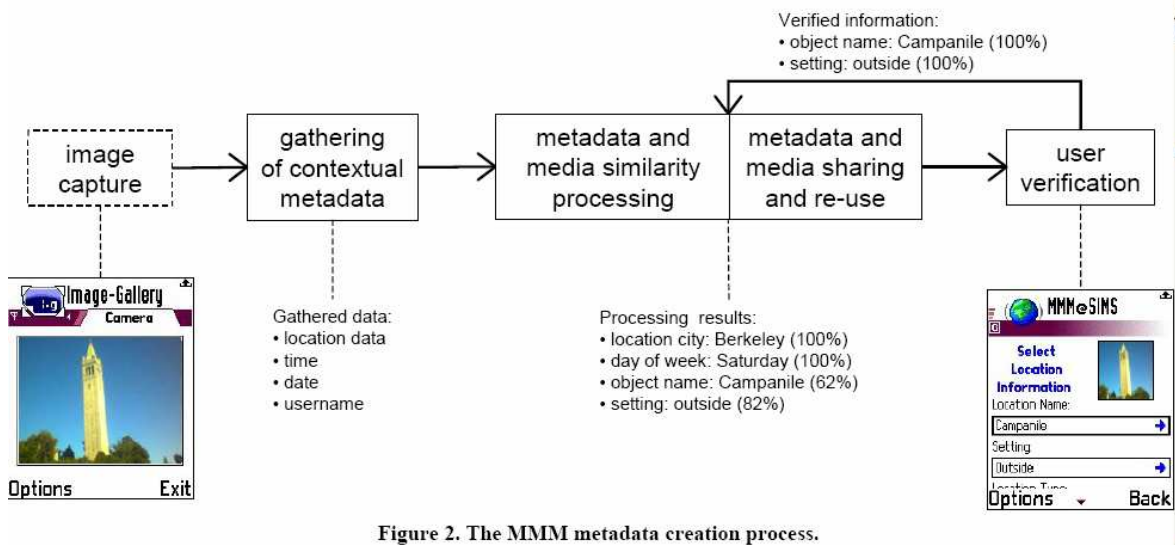 Verified information:
• object name: Campanile (100%)
• setting: outside (100%)
image
capture
gathering
of contextual
metadata
metadata and
media similarity
processing
metadata and
media sharing
and re-use
user
verification
Image-Gallery
Camera
Options Exit
Gathered data:
• location data
• time
• date
• username
Processing results:
• location city: Berkeley (100%)
• day of week: Saturday (100%)
• object name: Campanile (62%)
• setting: outside (82%)
MMM@SIMS
Select
Location
Information
Location Name:
Campanile
Setting
Outside
Location Type:
Options Back
Figure 2. The MMM metadata creation process.